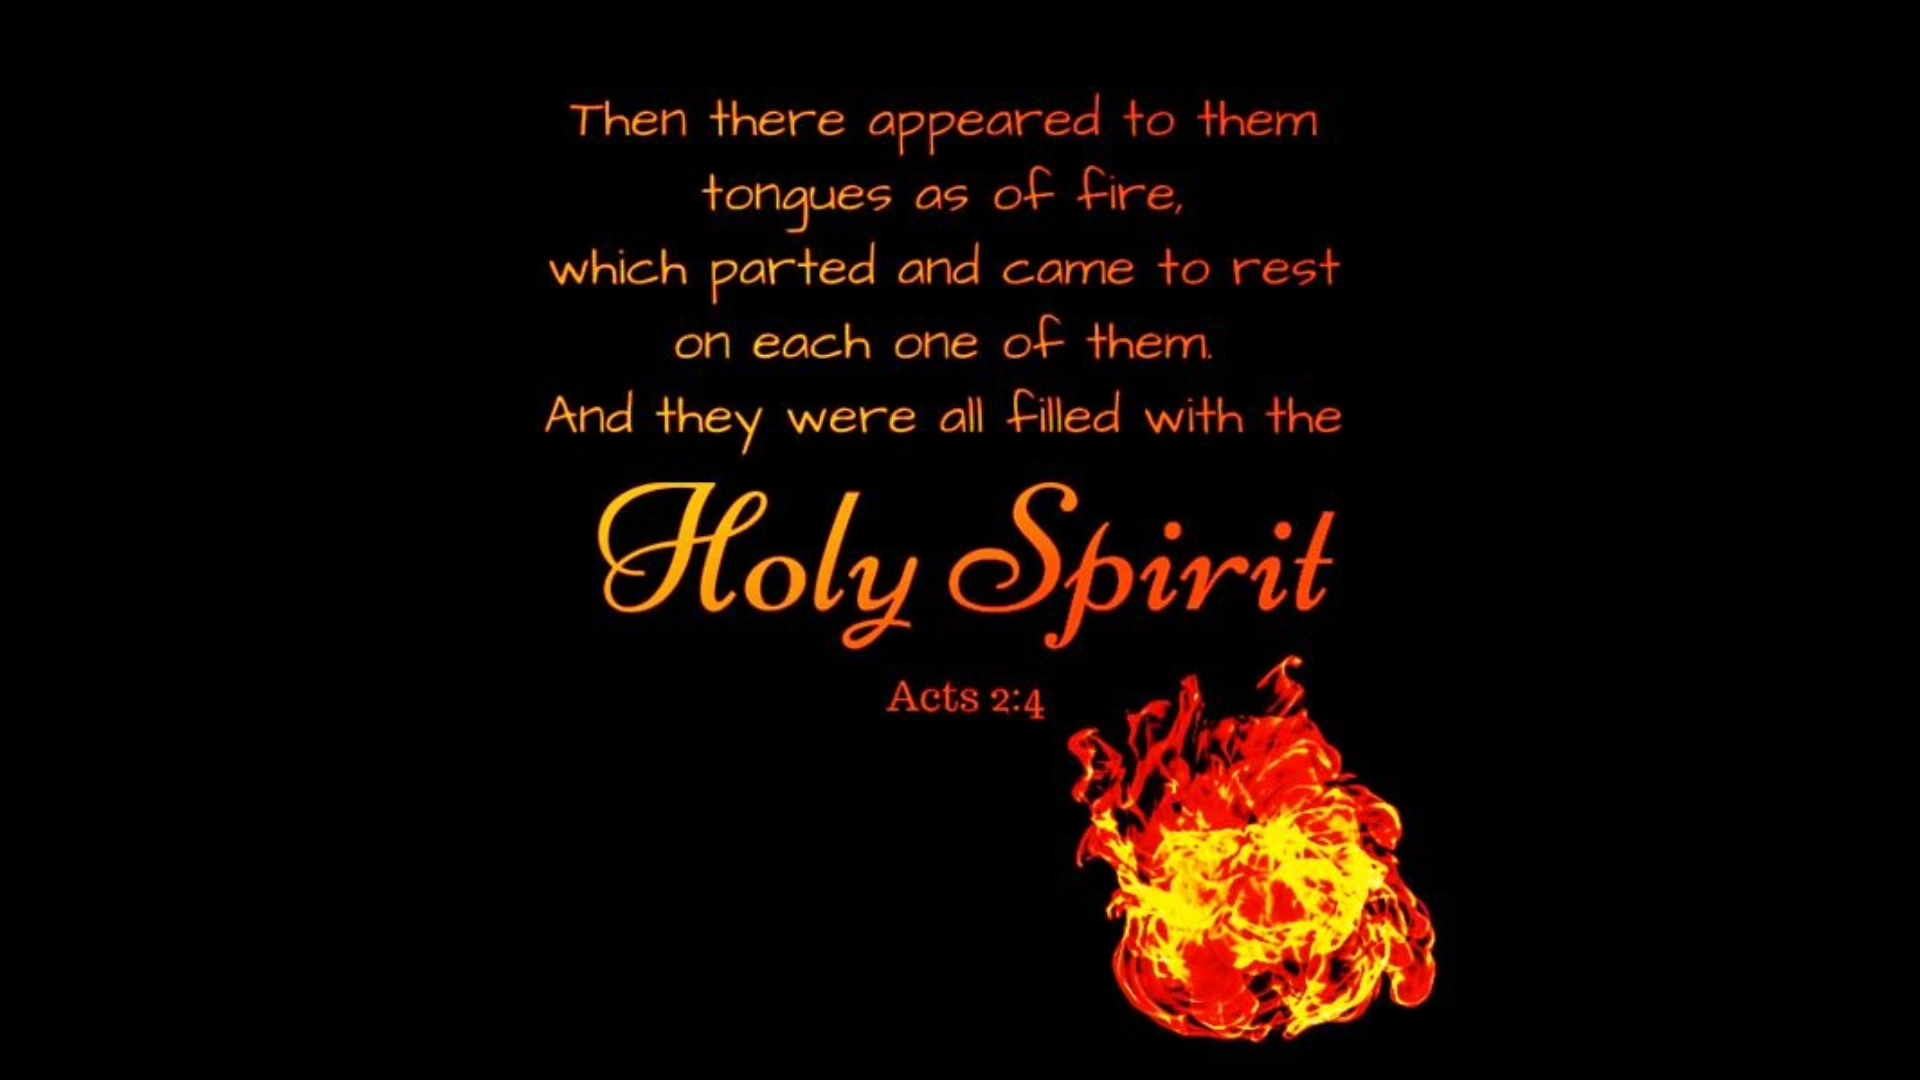 Then there appeared to them
tongues as of fire,
which parted and came to rest
on each one of them.
And they were all filled with the
Holy Spirit
Acts 2:4